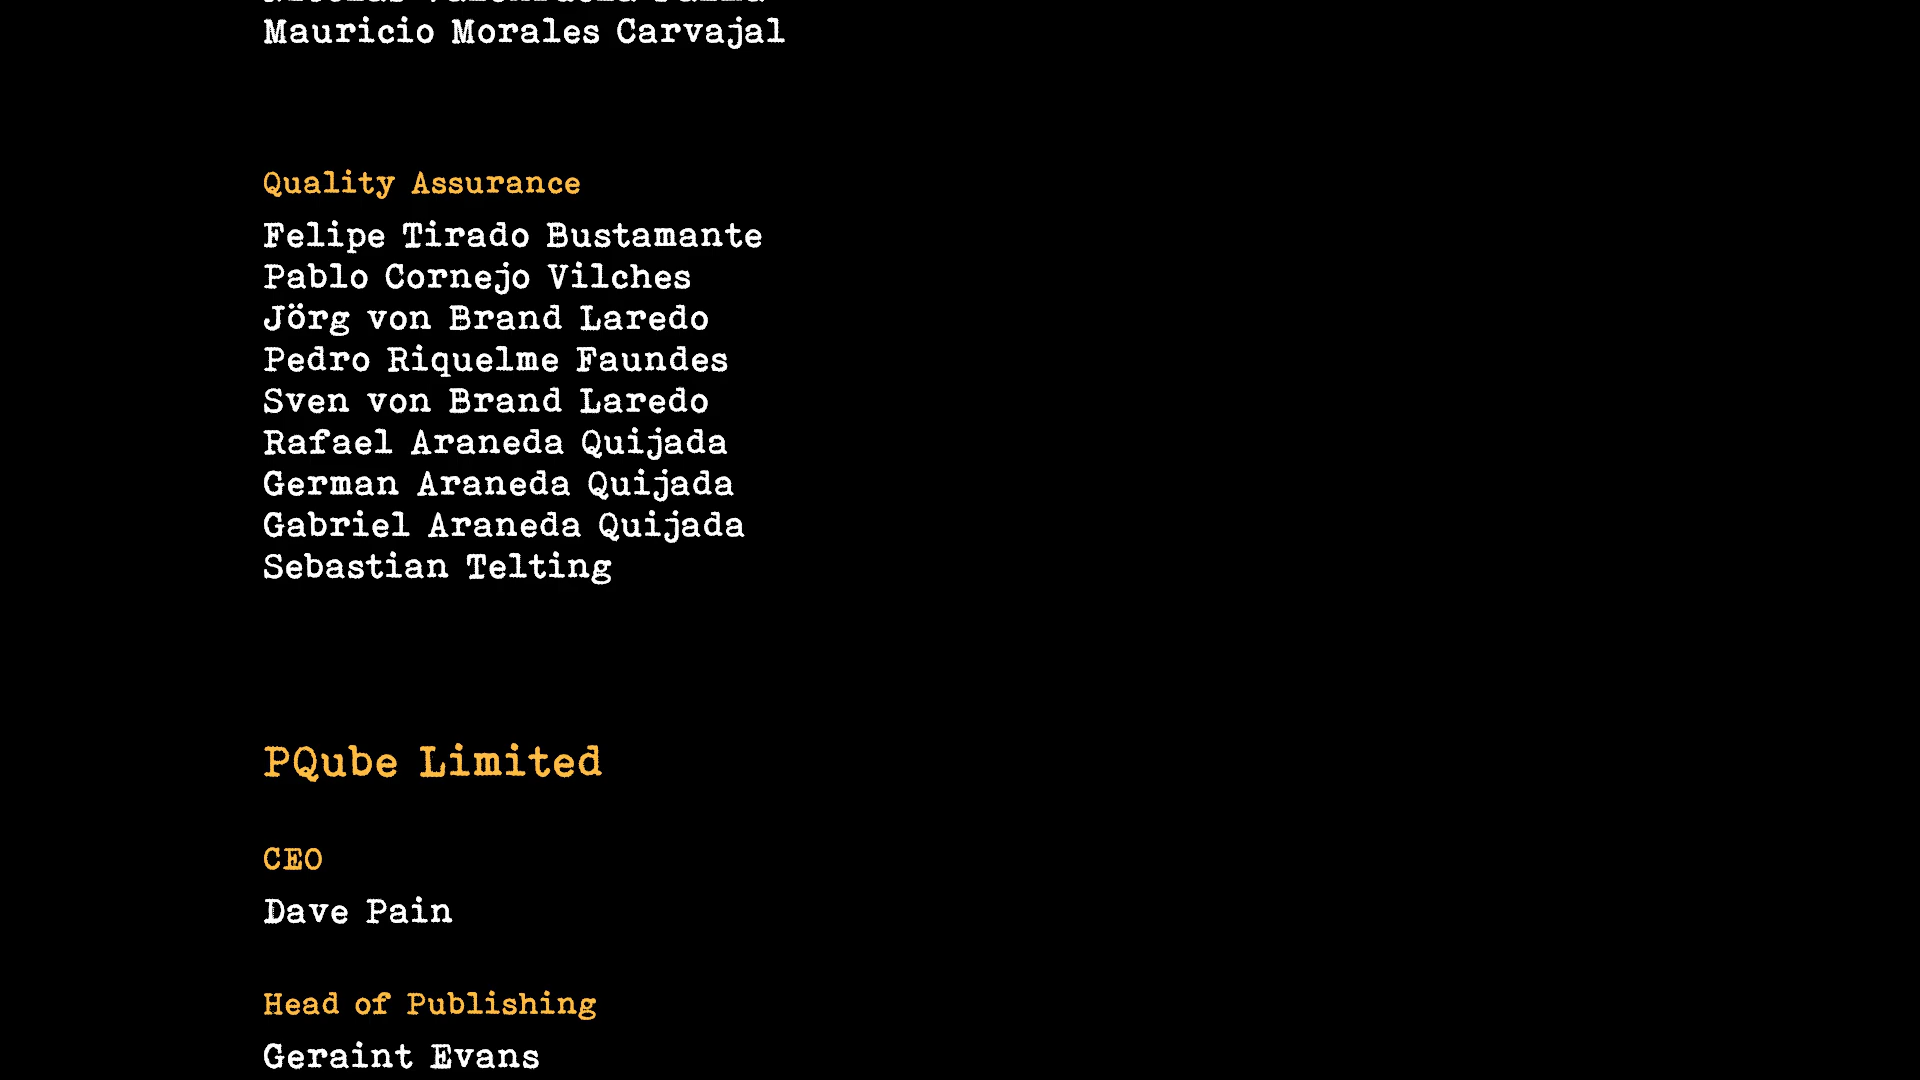 Mauricio Morales Carvajal
Quality Assurance
Felipe Tirado Bustamante
Pablo Cornejo Vilches
Jörg von Brand Laredo
Pedro Riquelme Faundes
Sven von Brand Laredo
Rafael Araneda Quijada
German Araneda Quijada
Gabriel Araneda Quijada
Sebastian Telting
PQube Limited
CEO
Dave Pain
Head of Publishing
Geraint Evans